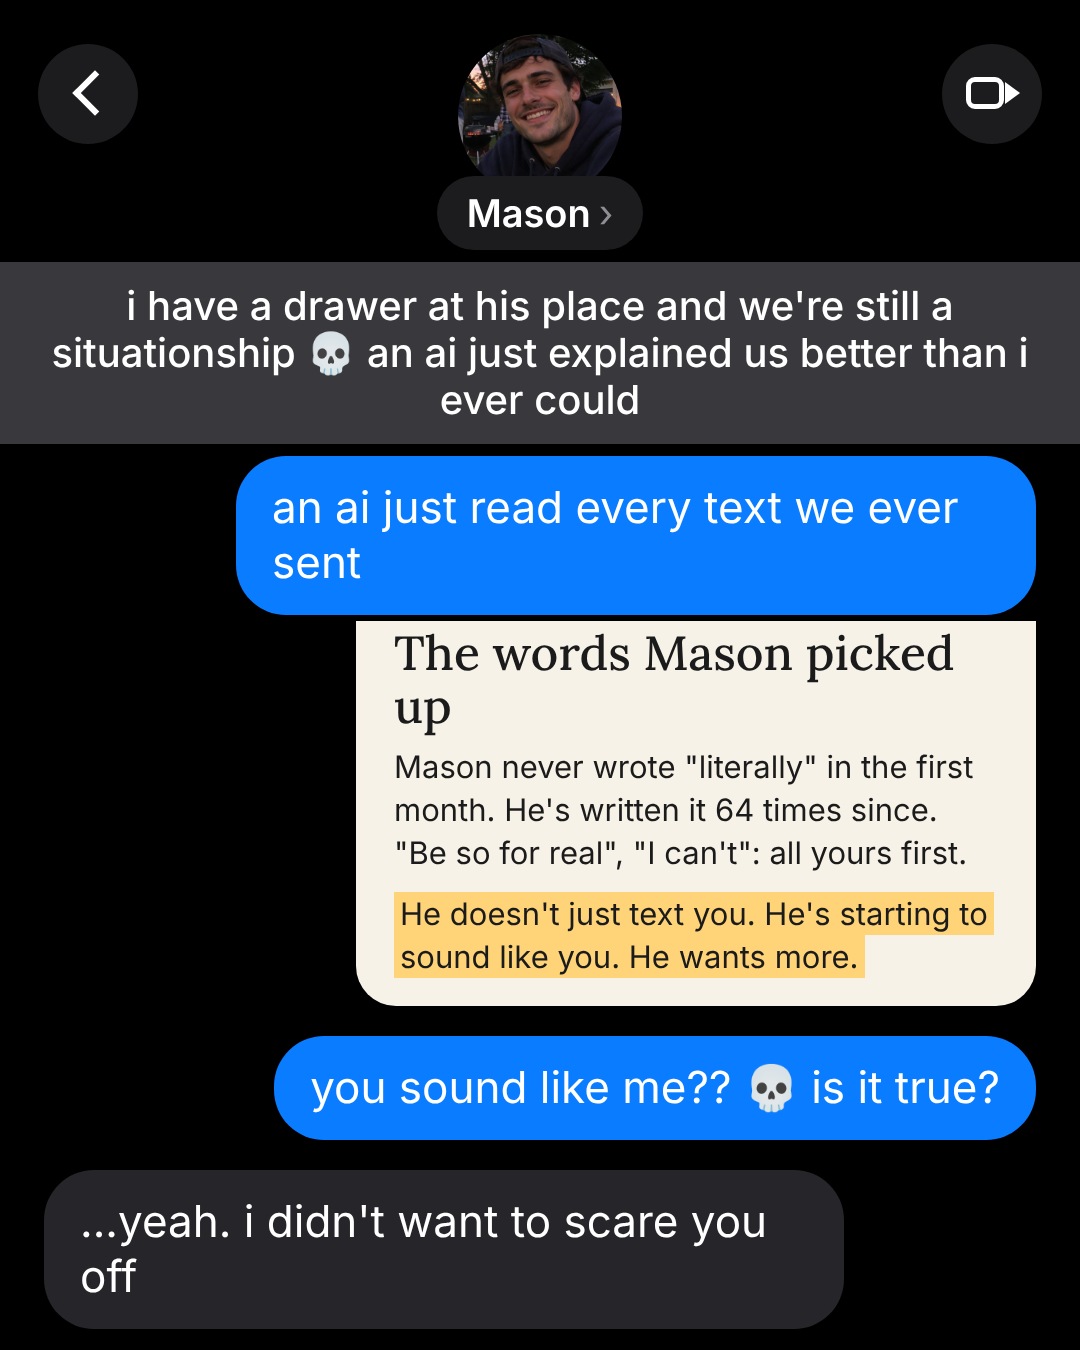 Mason ›
i have a drawer at his place and we're still a
situationship 💀 an ai just explained us better than i
ever could
an ai just read every text we ever
sent
The words Mason picked
up
Mason never wrote "literally" in the first
month. He's written it 64 times since.
"Be so for real", "I can't": all yours first.
He doesn't just text you. He's starting to
sound like you. He wants more.
you sound like me?? 💀 is it true?
...yeah. i didn't want to scare you
off